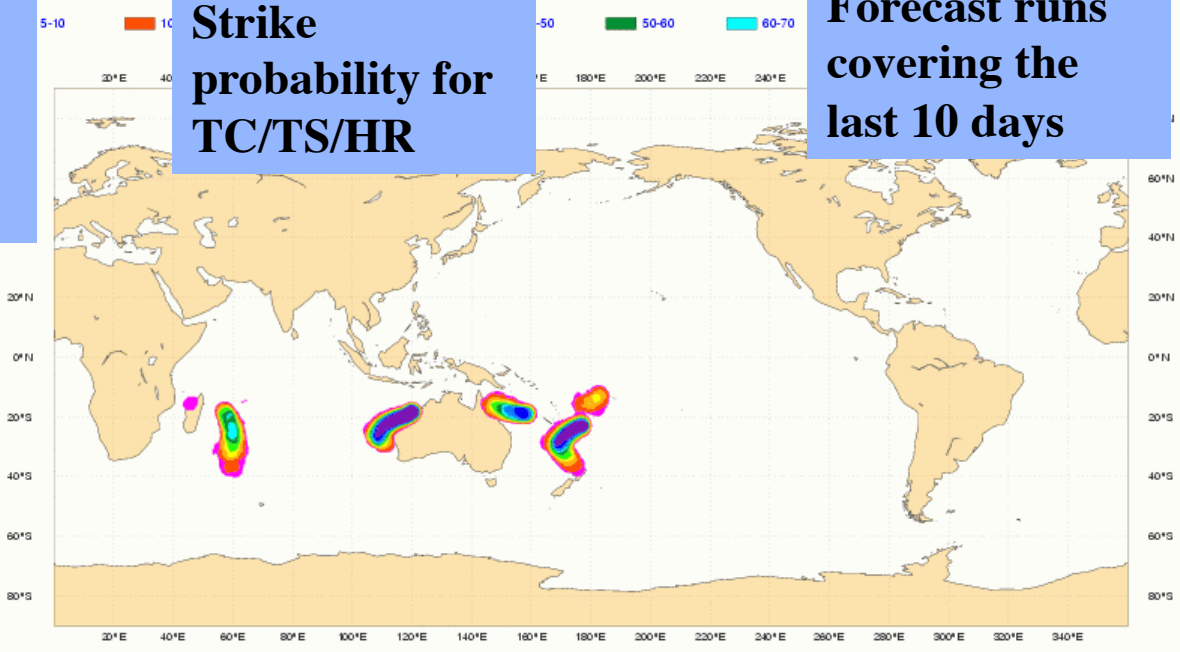 5-10 10 -50 50-60 60-70
Strike
probability for
TC/TS/HR
Forecast runs
covering the
last 10 days
20°E 40 °E 180°E 200°E 220°E 240°E
60°N
40°N
20°N 20°N
0°N 0°N
20°S 20°S
40°S 40°S
60°S 60°S
80°S 80°S
20°E 40°E 60°E 80°E 100°E 120°E 140°E 160°E 180°E 200°E 220°E 240°E 260°E 280°E 300°E 320°E 340°E